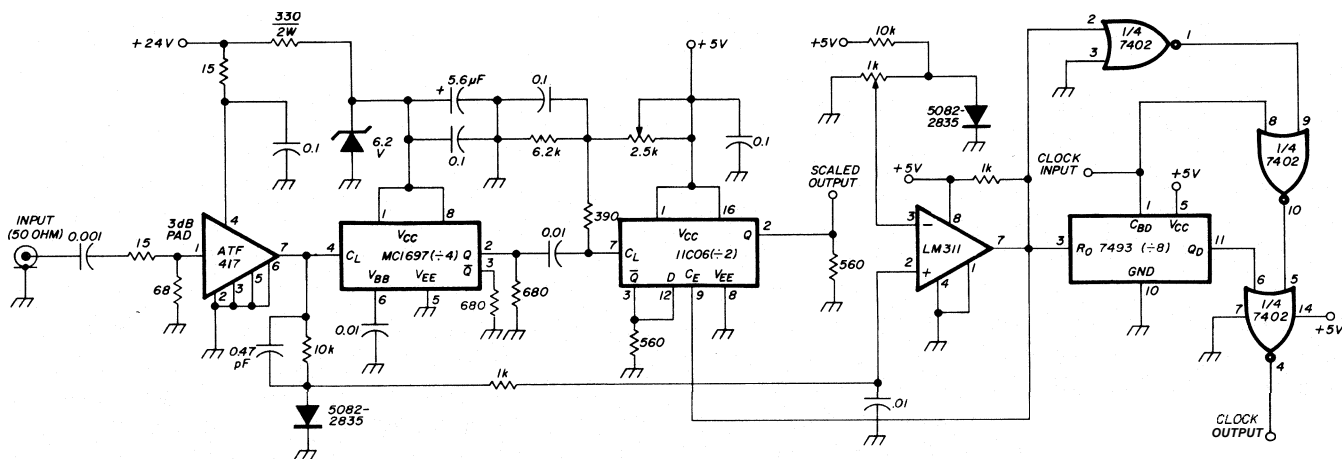 330
2W
+24V
15
0.1
6.2
V
5.6µF
+
0.1
0.1
6.2k
+5V
2.5k
0.1
390
INPUT
(50 OHM)
0.001
15
68
3dB
PAD
1
ATF
417
4
7
2
3
5
6
0.47
pF
10k
5082-
2835
4
1
8
VCC
CL
MC1697(÷4)
Q
Q̅
2
3
VBB
VEE
6
5
0.01
680
680
0.01
7
1
16
VCC
Q
2
CL
11C06(÷2)
Q̅
D
CE
VEE
3
12
9
8
560
SCALED
OUTPUT
560
1k
.01
+5V
10k
1k
5082-
2835
+5V
1k
3
−
8
LM311
7
2
+
4
1
2
3
1/4
7402
1
CLOCK
INPUT
8
9
1/4
7402
10
+5V
1
5
CBD
VCC
3
RO
7493 (÷8)
QD
11
GND
10
6
5
7
1/4
7402
14
+5V
4
CLOCK
OUTPUT